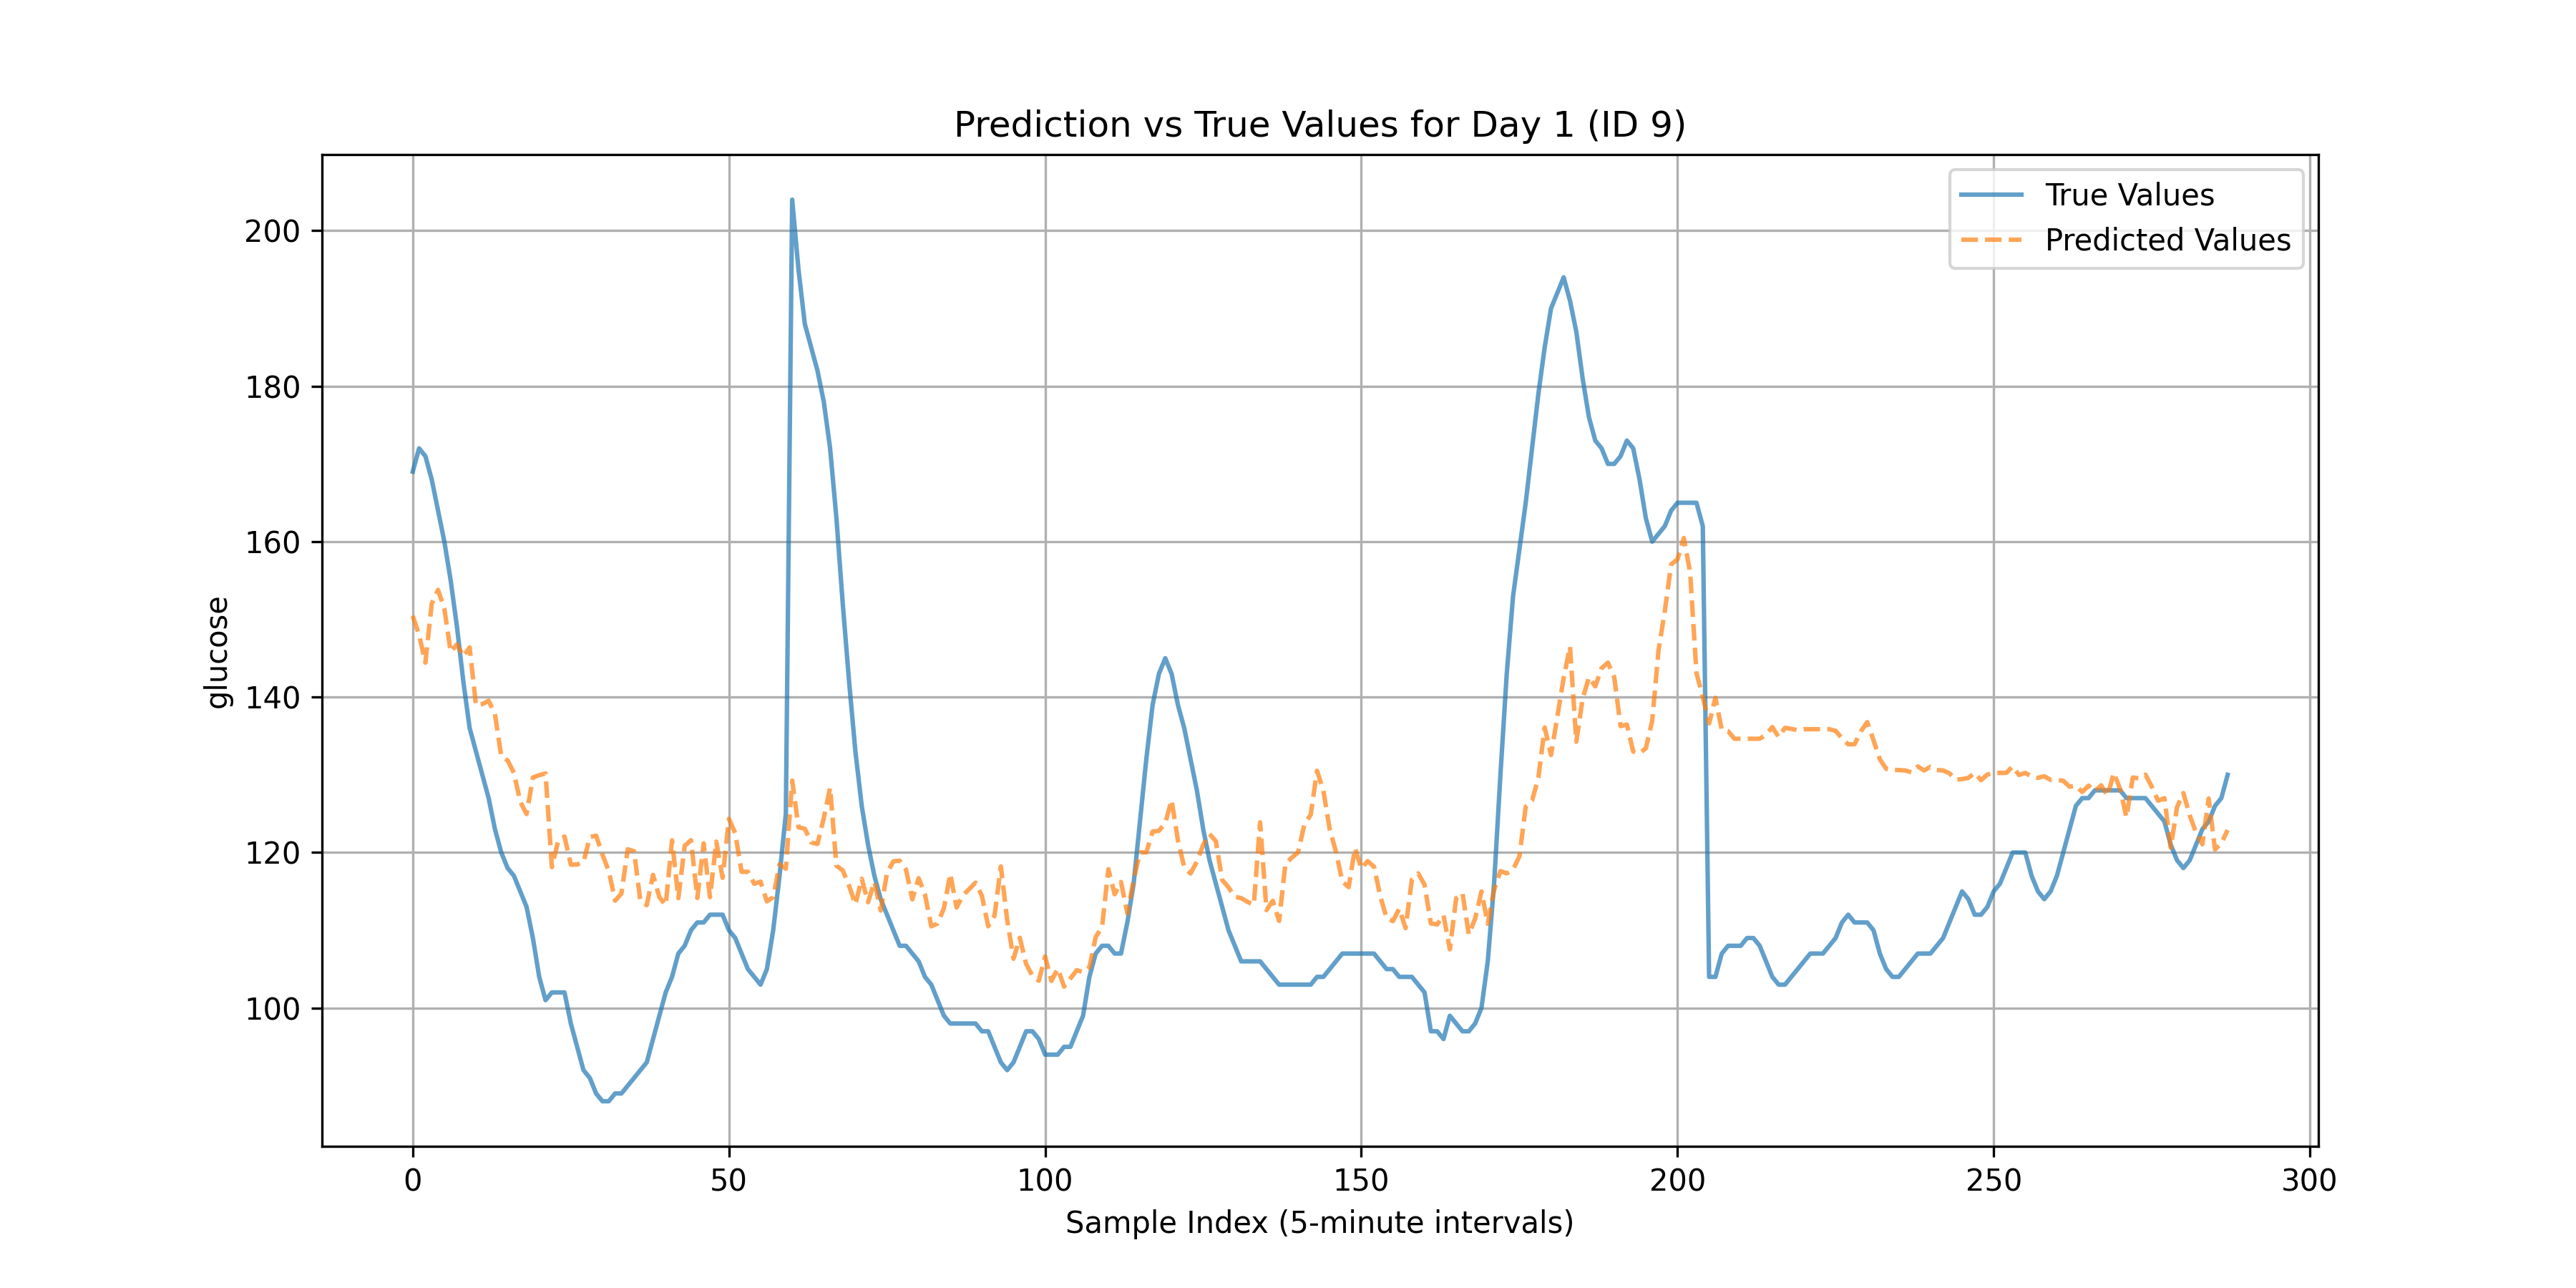 Prediction vs True Values for Day 1 (ID 9)
True Values
Predicted Values
glucose
200
180
160
140
120
100
0 50 100 150 200 250 300
Sample Index (5-minute intervals)